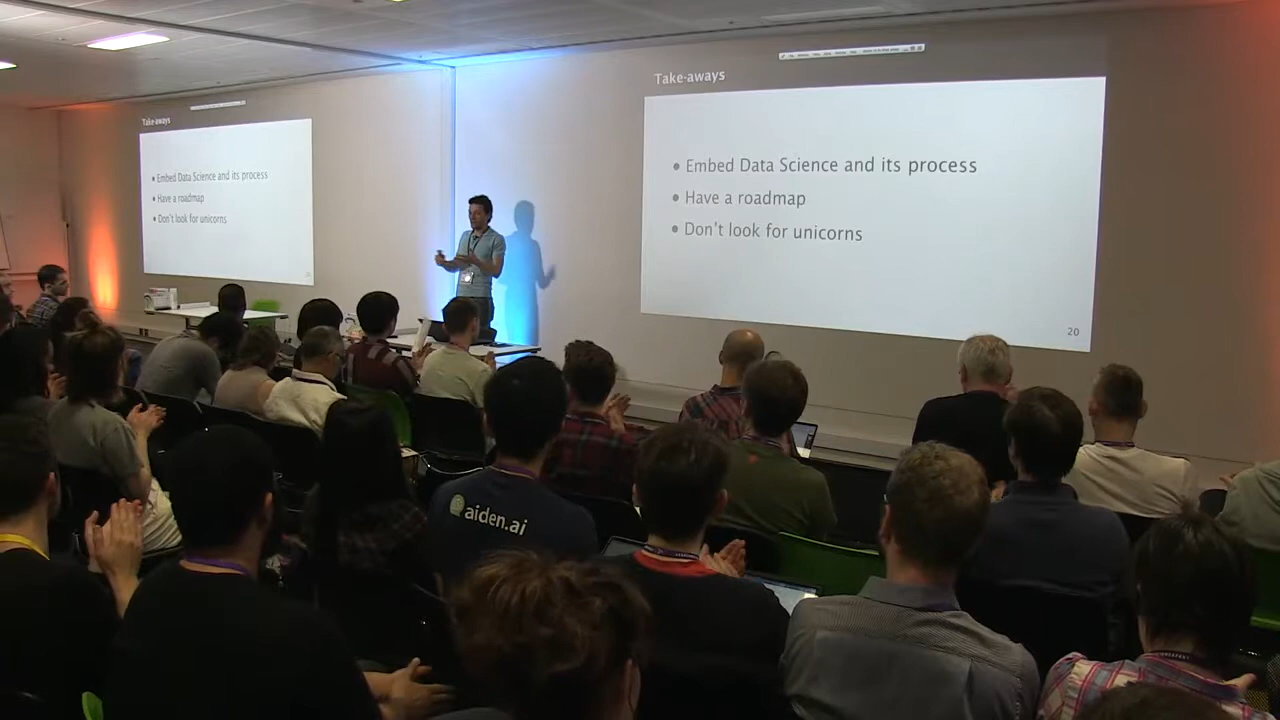 Take-aways
• Embed Data Science and its process
• Have a roadmap
• Don't look for unicorns
Take-aways
• Embed Data Science and its process
• Have a roadmap
• Don't look for unicorns
20
aiden.ai